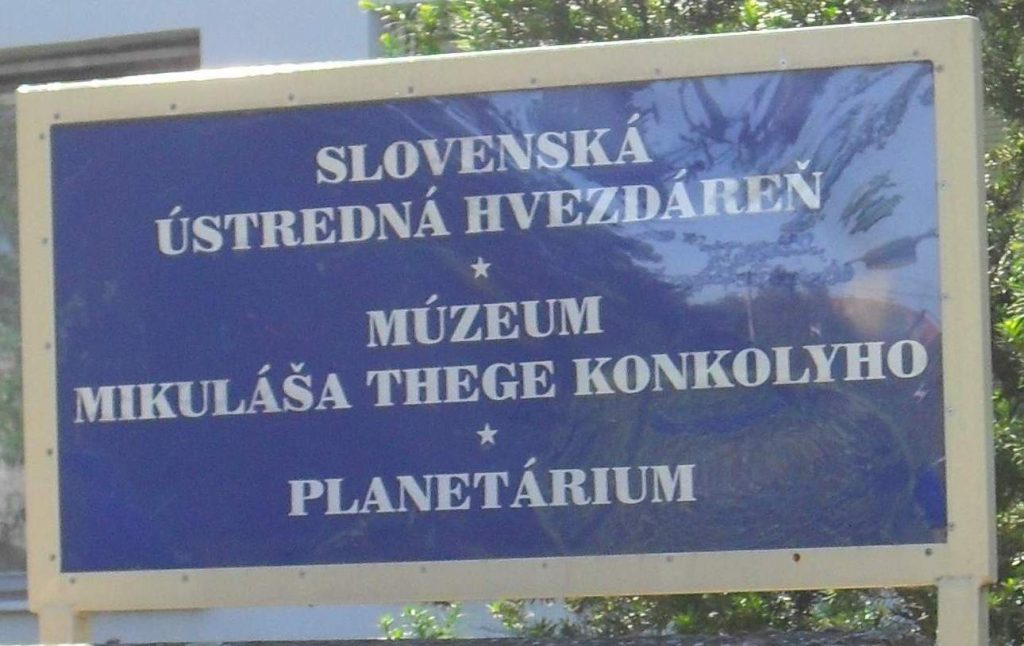 SLOVENSKÁ
ÚSTREDNÁ HVEZDÁREŇ
MÚZEUM
MIKULÁŠA THEGE KONKOLYHO
PLANETÁRIUM